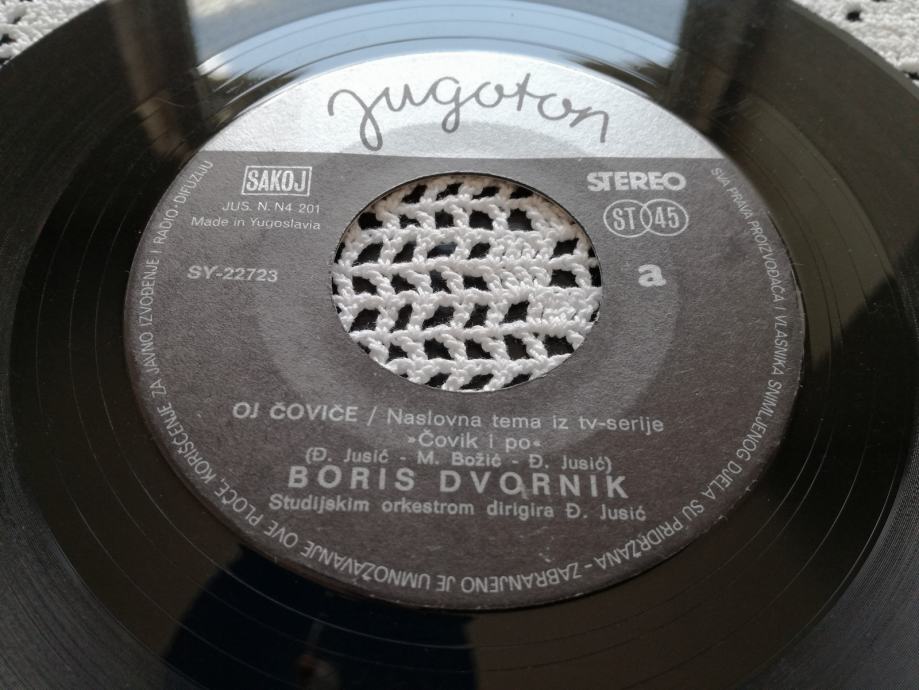 jugoton
SAKOJ
JUS. N. N4 201
Made in Yugoslavia
STEREO
ST 45
SY-22723
a
OJ ČOVIČE / Naslovna tema iz tv-serije
»Čovik i po«
(Đ. Jusić - M. Božić - Đ. Jusić)
BORIS DVORNIK
Studijskim orkestrom dirigira Đ. Jusić
SVA PRAVA PROIZVOĐAČA I VLASNIKA SNIMLJENOG DJELA SU PRIDRŽANA - ZABRANJENO JE UMNOŽAVANJE OVE PLOČE, KORIŠĆENJE ZA JAVNO IZVOĐENJE I RADIO-DIFUZIJU